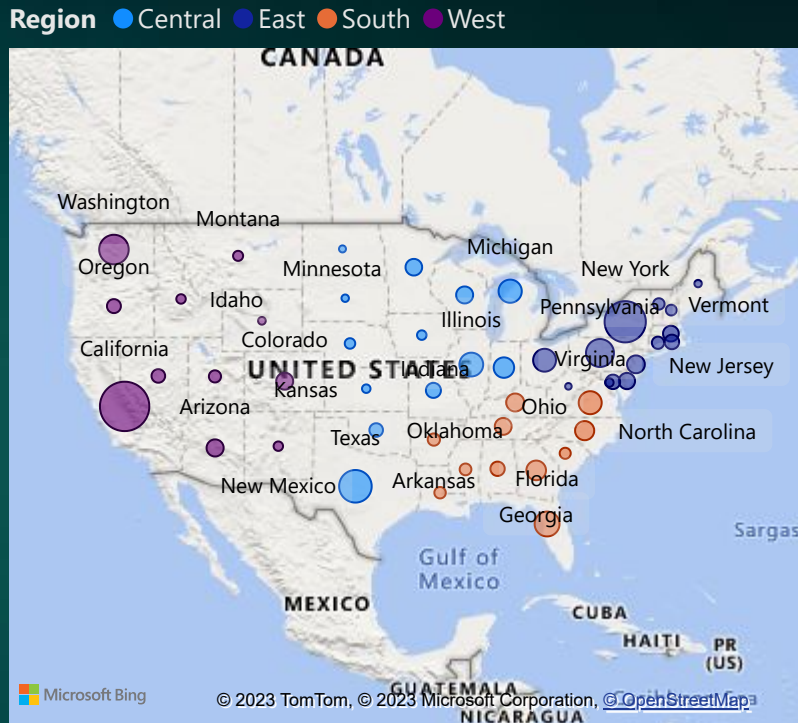 Region Central East South West
CANADA
Washington
Montana
Michigan
Oregon
Minnesota
New York
Idaho
Pennsylvania
Vermont
Illinois
California
Colorado
UNITED STATES
Indiana
Virginia
New Jersey
Kansas
Arizona
Ohio
Texas
Oklahoma
North Carolina
New Mexico
Arkansas
Florida
Georgia
Sargas
Gulf of
Mexico
MEXICO
CUBA
HAITI
PR
(US)
GUATEMALA
Caribbean Sea
Microsoft Bing
© 2023 TomTom, © 2023 Microsoft Corporation, © OpenStreetMap
NICARAGUA